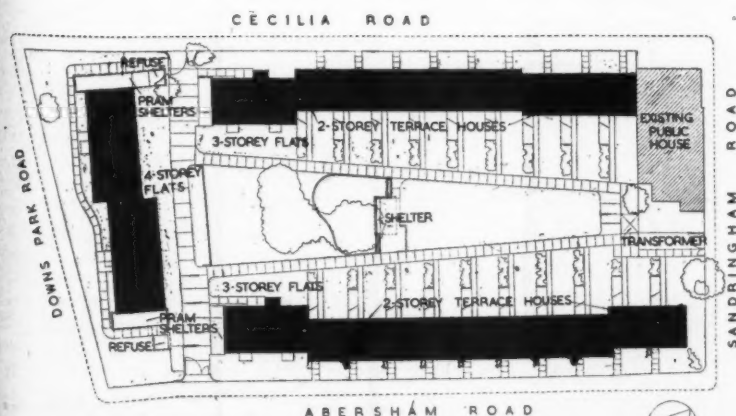 CECILIA ROAD
REFUSE
PRAM
SHELTERS
3-STOREY FLATS
2-STOREY TERRACE HOUSES
EXISTING
PUBLIC
HOUSE
4-STOREY
FLATS
DOWNS PARK ROAD
SHELTER
TRANSFORMER
SANDRINGHAM ROAD
3-STOREY FLATS
2-STOREY TERRACE HOUSES
PRAM
SHELTERS
REFUSE
ABERSHAM ROAD